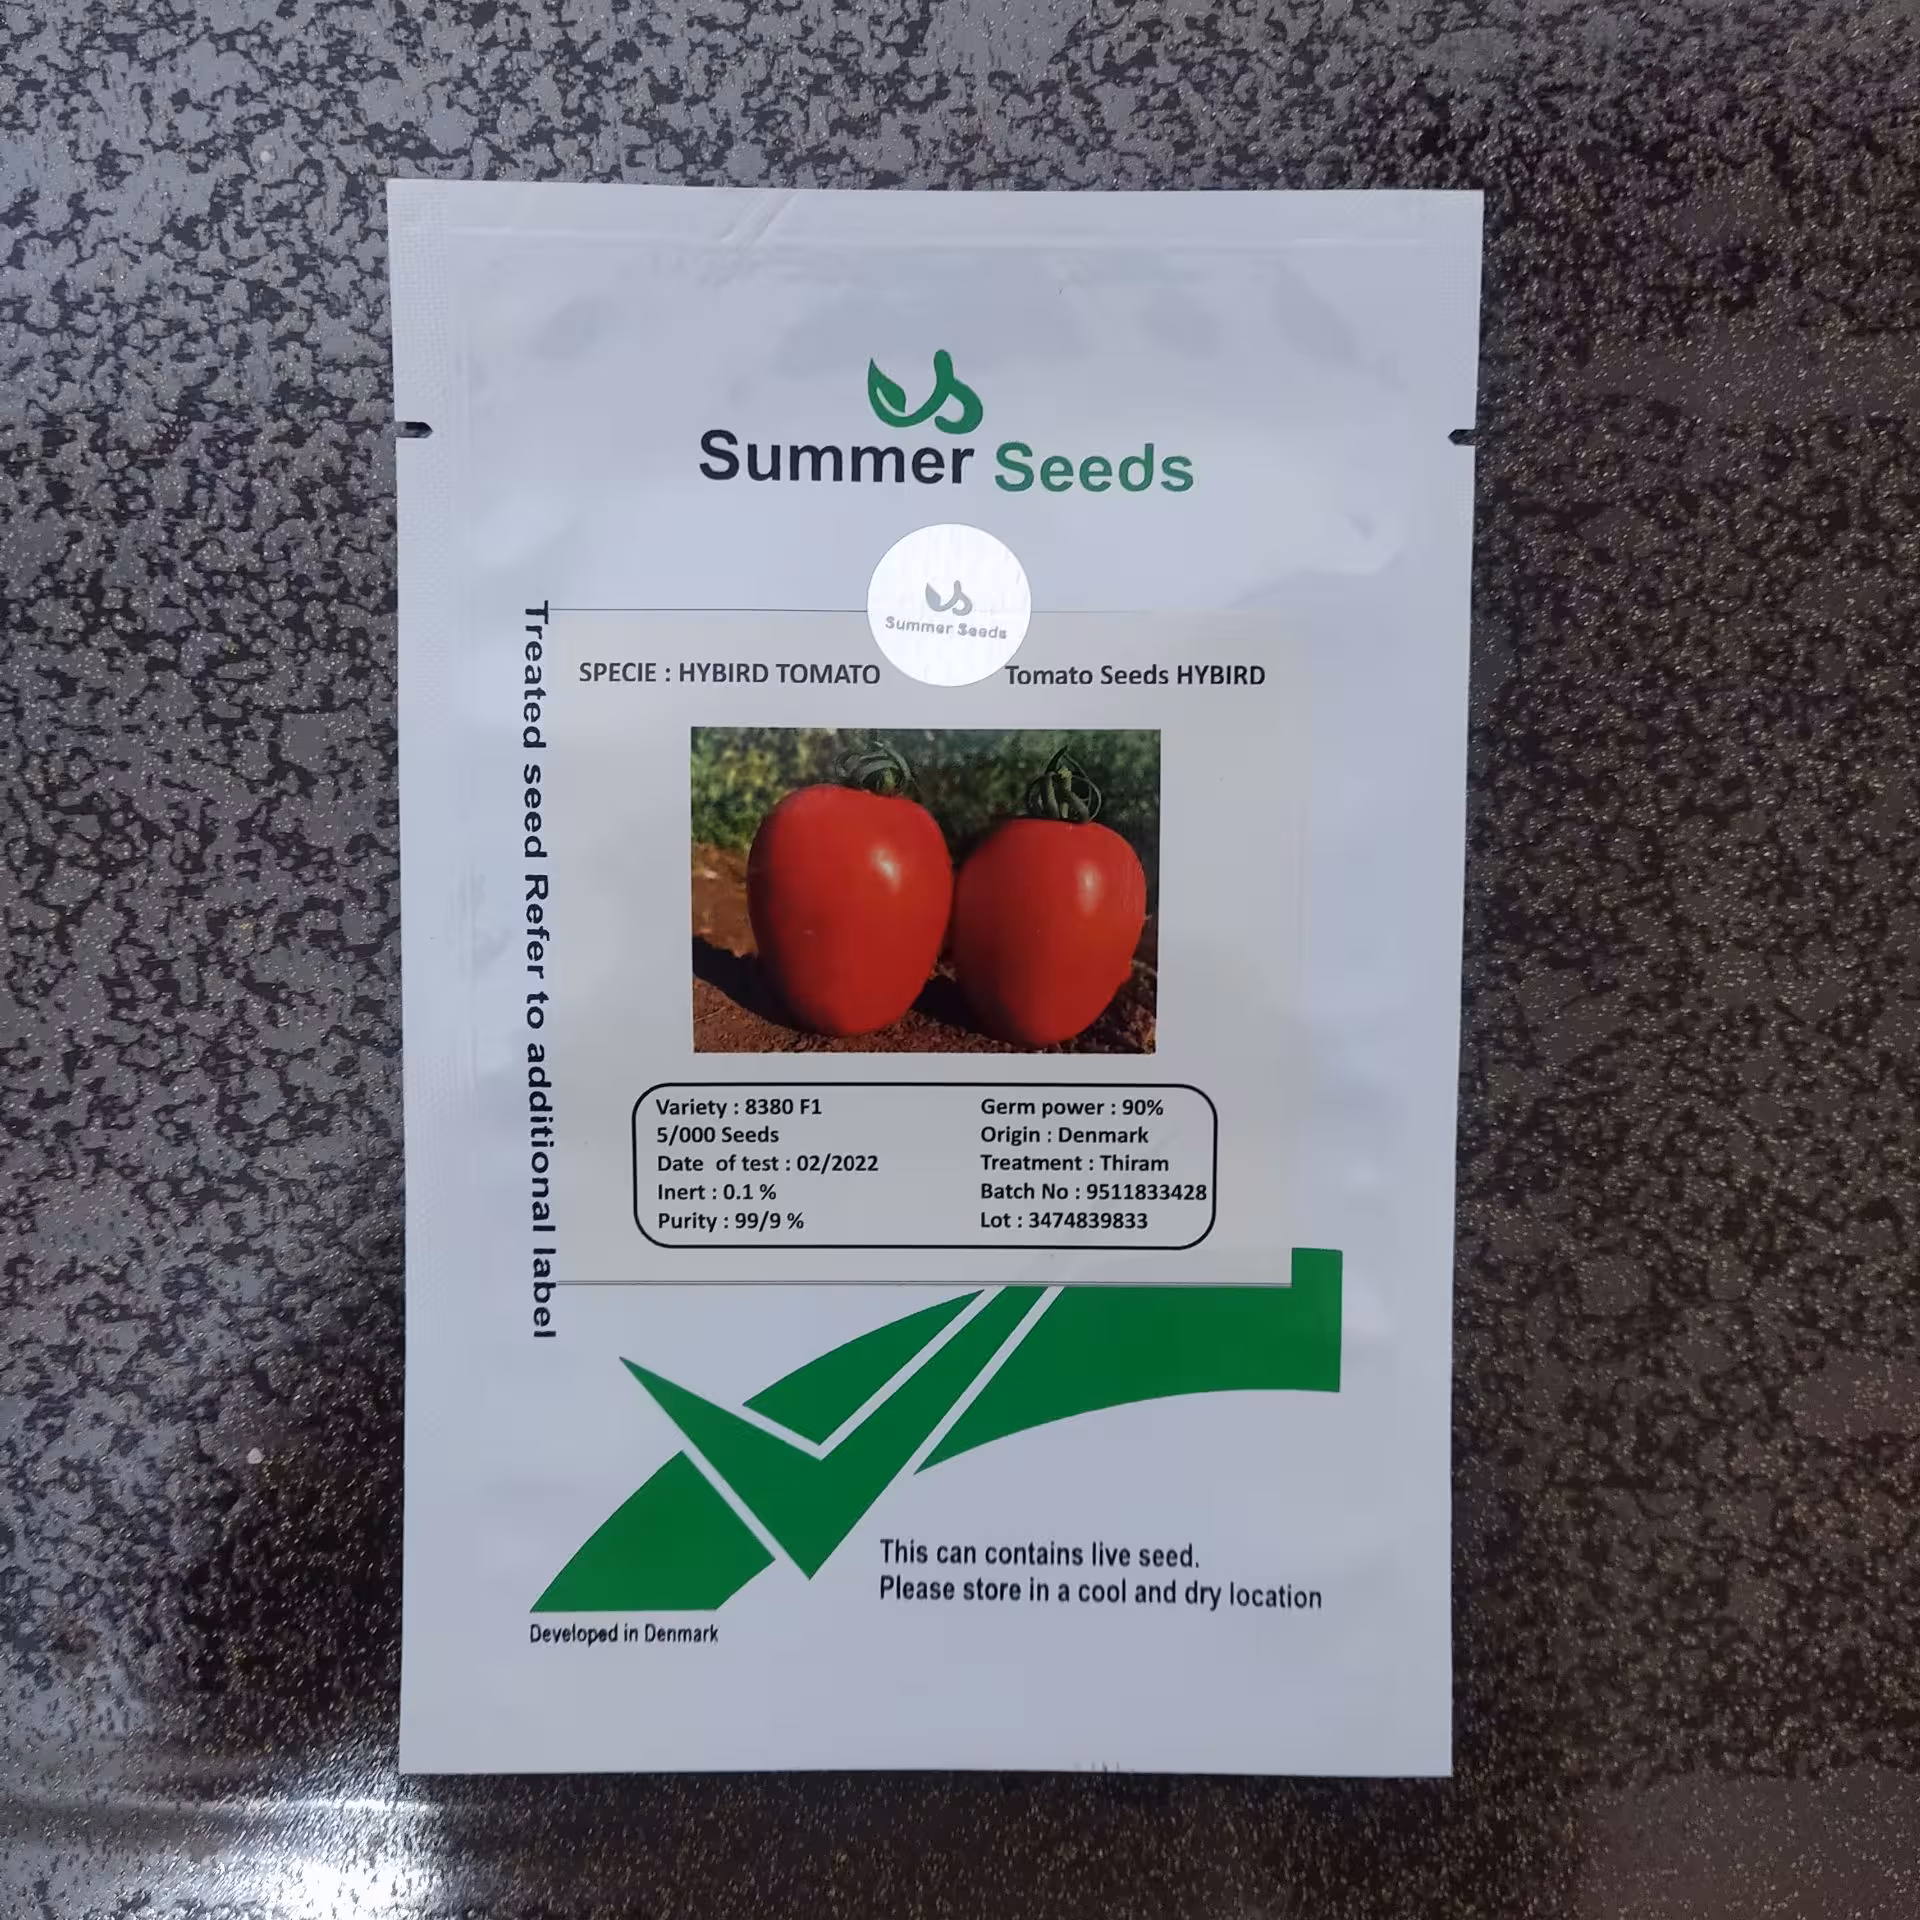 Summer Seeds
Summer Seeds
SPECIE : HYBIRD TOMATO
Tomato Seeds HYBIRD
Treated seed Refer to additional label
Variety : 8380 F1
5/000 Seeds
Date of test : 02/2022
Inert : 0.1 %
Purity : 99/9 %
Germ power : 90%
Origin : Denmark
Treatment : Thiram
Batch No : 9511833428
Lot : 3474839833
This can contains live seed.
Please store in a cool and dry location
Developed in Denmark